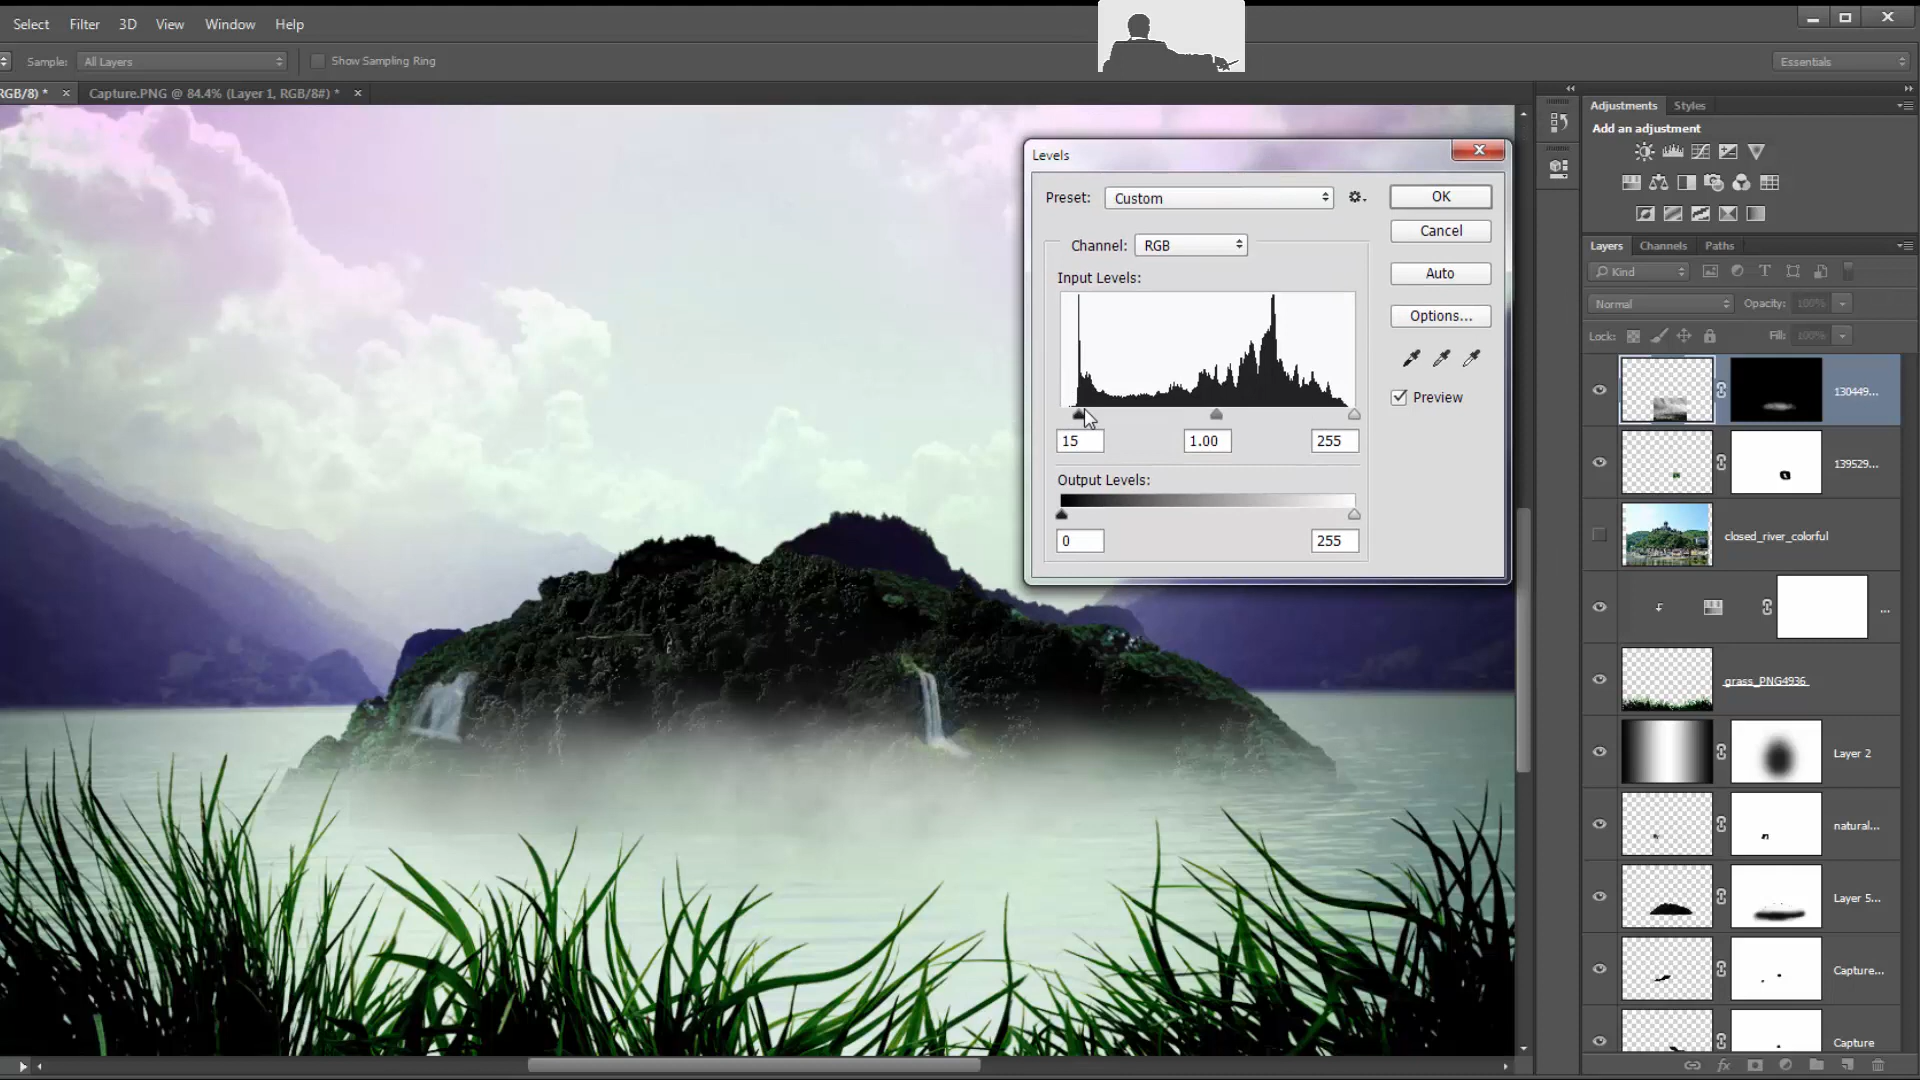 Select Filter 3D View Window Help
Sample: All Layers Show Sampling Ring Essentials
RGB/8) * × Capture.PNG @ 84.4% (Layer 1, RGB/8#) * ×
Adjustments Styles
Add an adjustment
Levels
Preset: Custom OK
Channel: RGB Cancel
Input Levels: Auto
Options...
Preview
15 1.00 255
Output Levels:
0 255
Layers Channels Paths
Kind
Normal Opacity: 100%
Lock: Fill: 100%
130449...
139529...
closed_river_colorful
...
grass_PNG4936
Layer 2
natural...
Layer 5...
Capture...
Capture